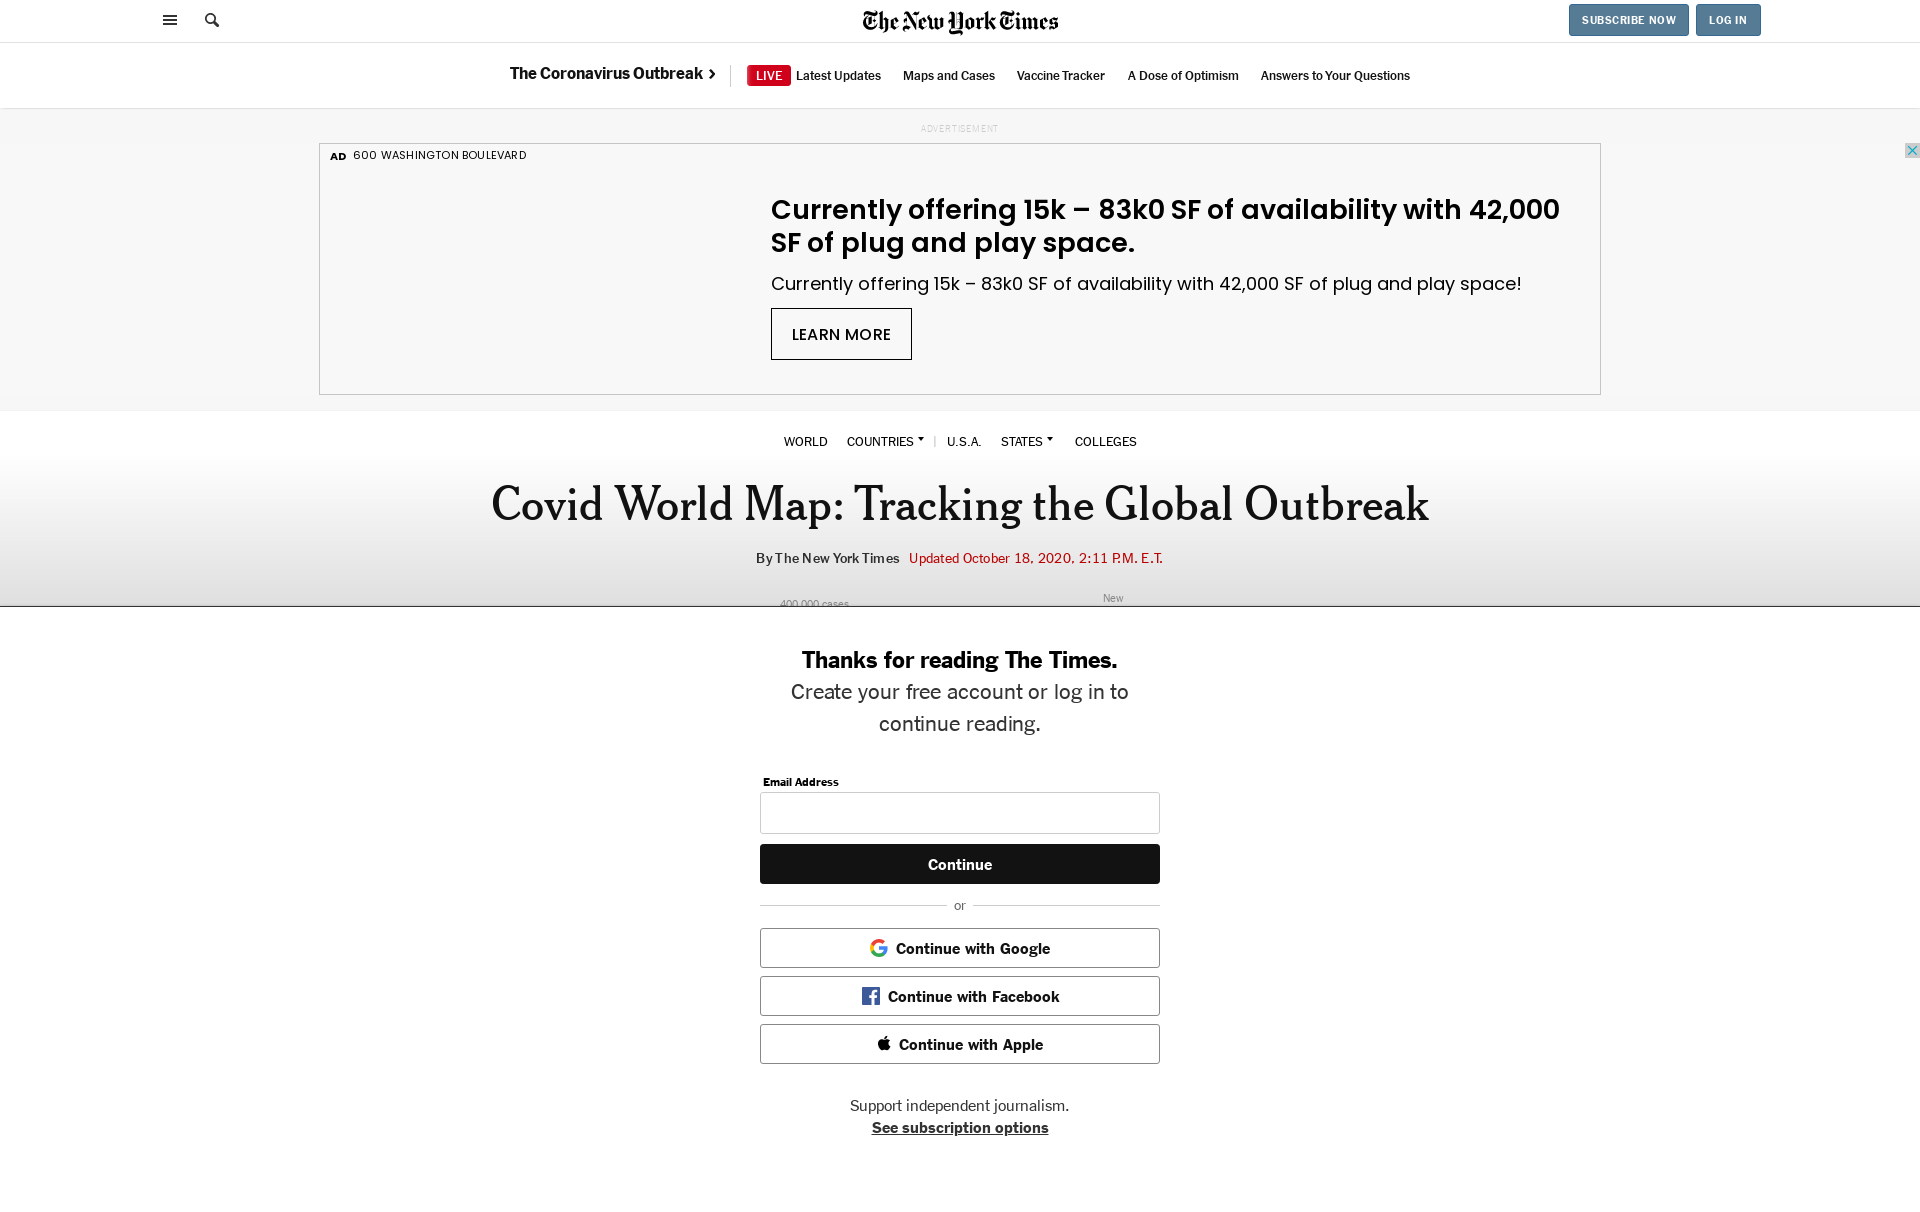 The New York Times
SUBSCRIBE NOW
LOG IN
The Coronavirus Outbreak
LIVE Latest Updates
Maps and Cases
Vaccine Tracker
A Dose of Optimism
Answers to Your Questions
ADVERTISEMENT
AD 600 WASHINGTON BOULEVARD
Currently offering 15k – 83k0 SF of availability with 42,000
SF of plug and play space.
Currently offering 15k – 83k0 SF of availability with 42,000 SF of plug and play space!
LEARN MORE
WORLD COUNTRIES | U.S.A. STATES COLLEGES
Covid World Map: Tracking the Global Outbreak
By The New York Times Updated October 18, 2020, 2:11 P.M. E.T.
400,000 cases
New
Thanks for reading The Times.
Create your free account or log in to
continue reading.
Email Address
Continue
or
Continue with Google
Continue with Facebook
Continue with Apple
Support independent journalism.
See subscription options